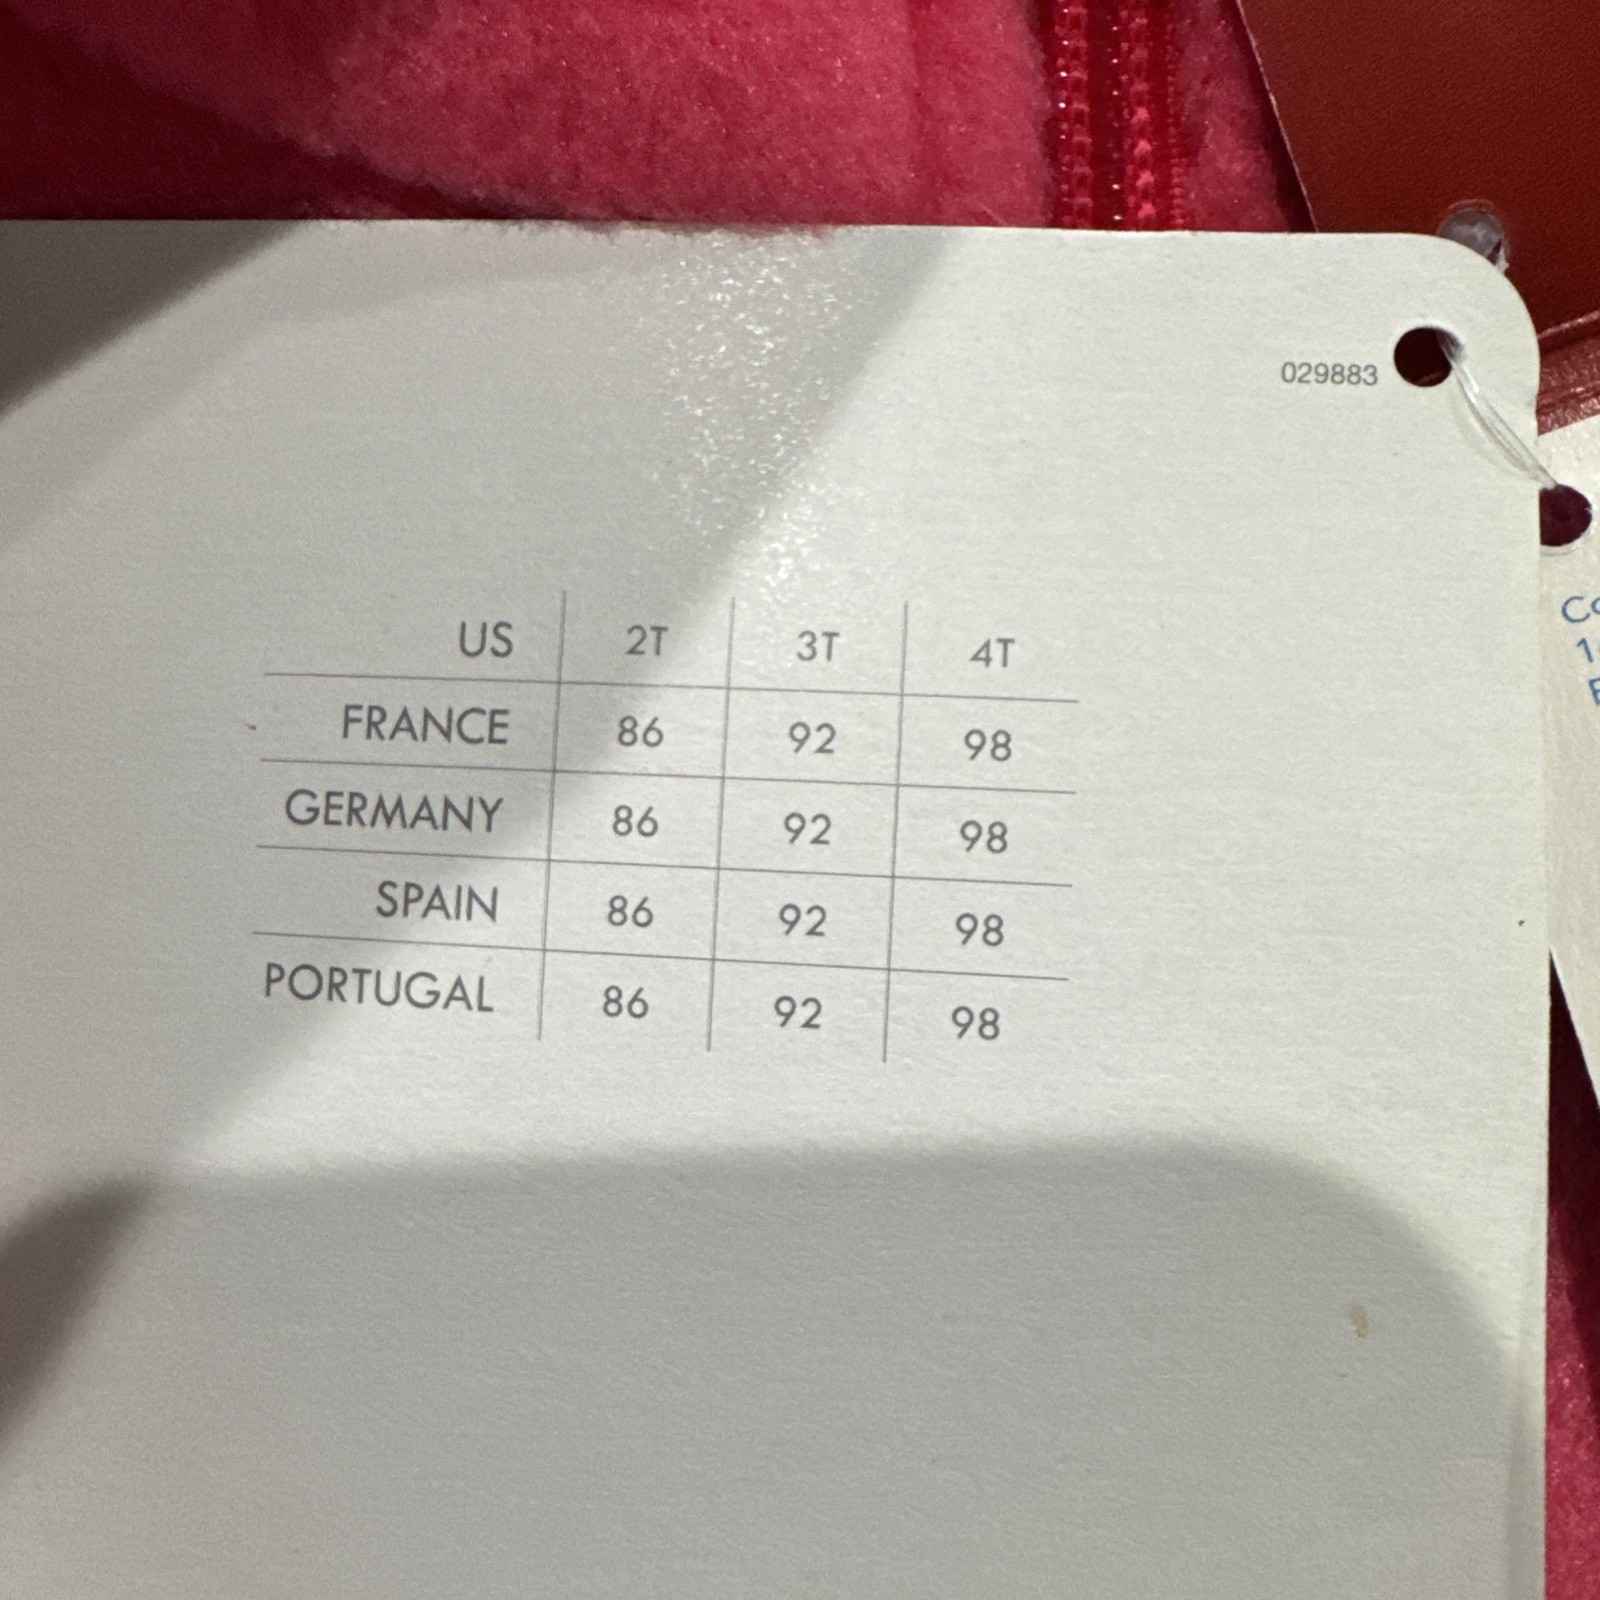 029883
US 2T 3T 4T
FRANCE 86 92 98
GERMANY 86 92 98
SPAIN 86 92 98
PORTUGAL 86 92 98